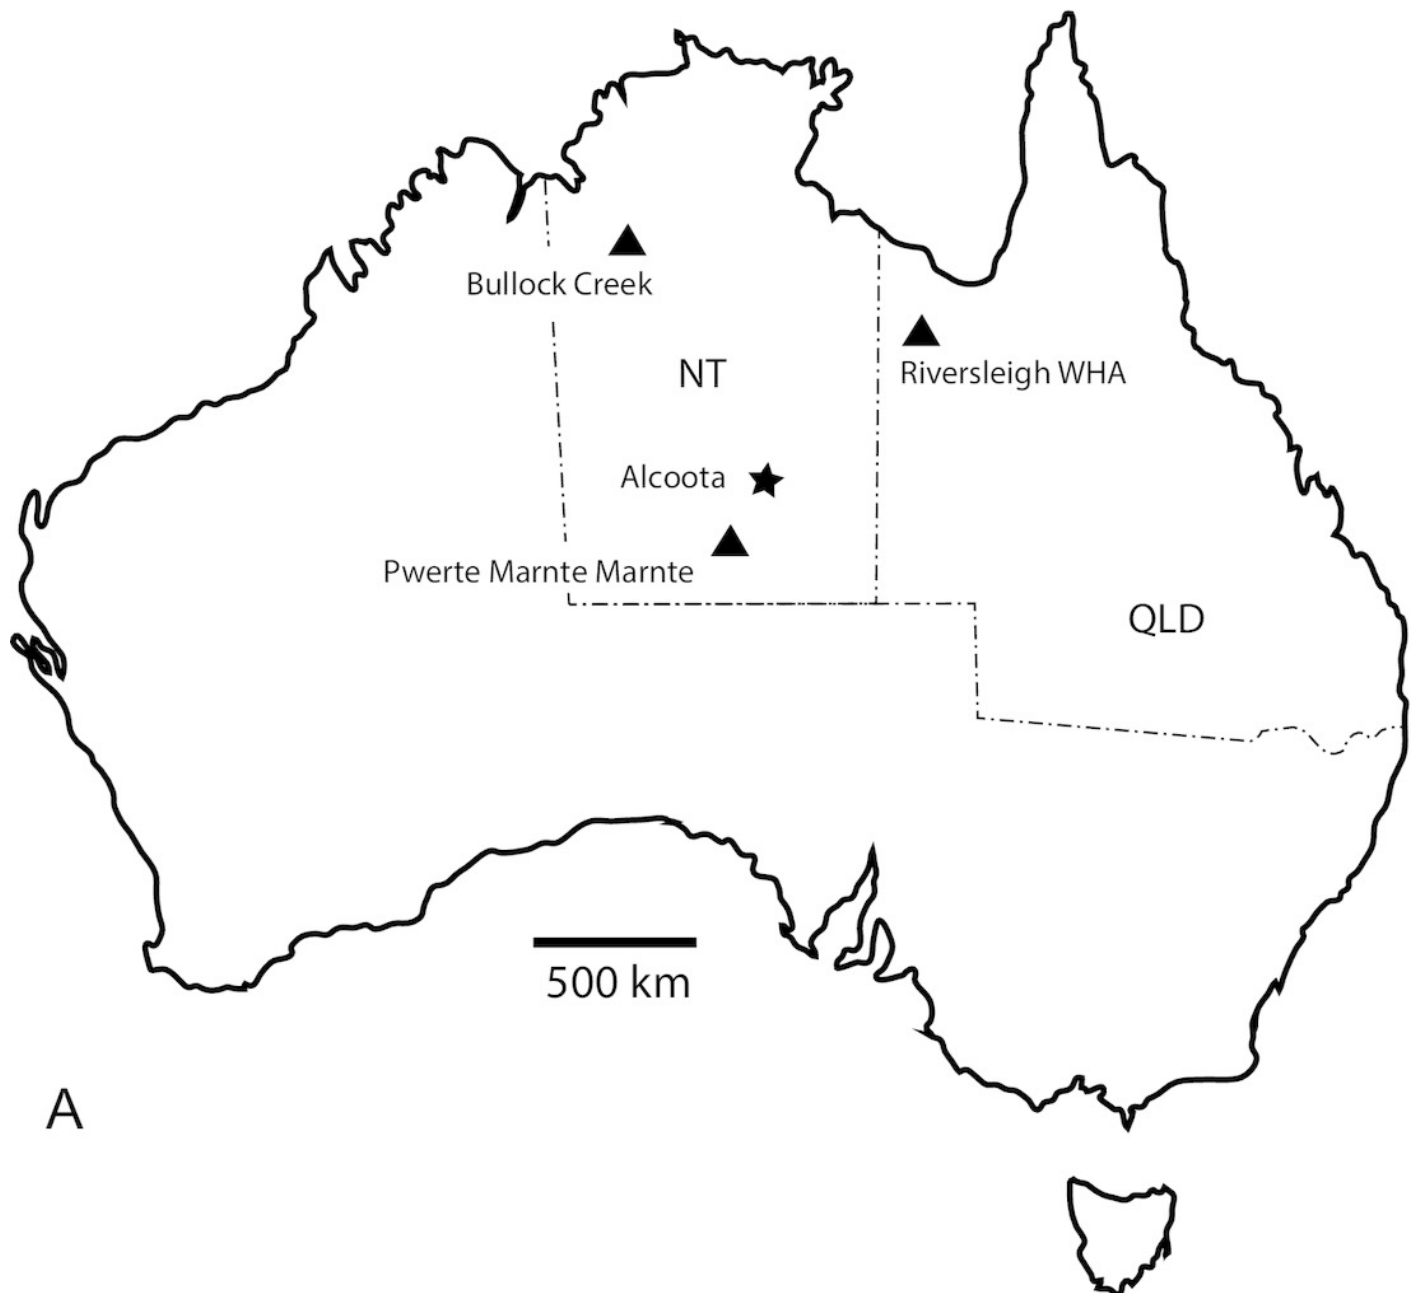 Bullock Creek
NT
Riversleigh WHA
Alcoota
Pwerte Marnte Marnte
QLD
500 km
A